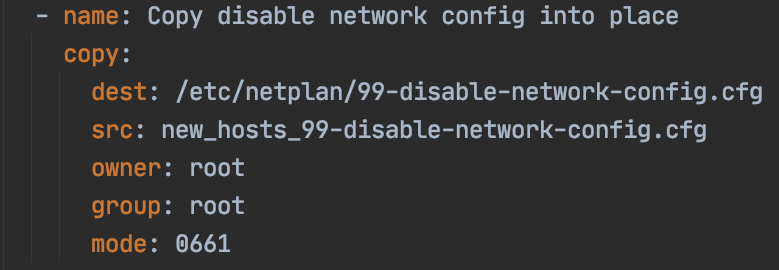 - name: Copy disable network config into place
copy:
dest: /etc/netplan/99-disable-network-config.cfg
src: new_hosts_99-disable-network-config.cfg
owner: root
group: root
mode: 0661